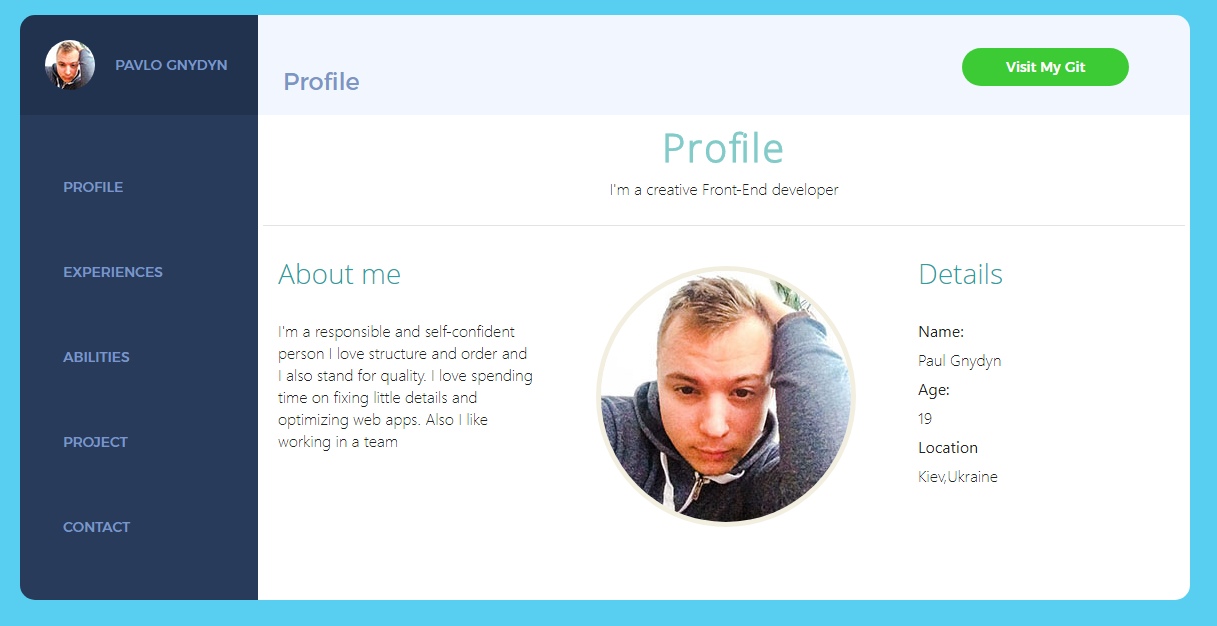 PAVLO GNYDYN
Profile
Visit My Git
PROFILE
EXPERIENCES
ABILITIES
PROJECT
CONTACT
Profile
I'm a creative Front-End developer
About me
I'm a responsible and self-confident
person I love structure and order and
I also stand for quality. I love spending
time on fixing little details and
optimizing web apps. Also I like
working in a team
Details
Name:
Paul Gnydyn
Age:
19
Location
Kiev,Ukraine